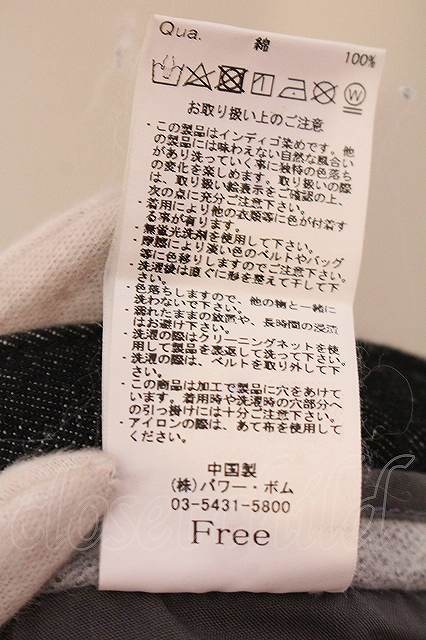 Qua.
綿
100%
W
お取り扱い上のご注意
・この製品はインディゴ染めです。他
の製品には味わえない自然な風合い
があり洗っていく事に独特の色落ち
の変化を楽しめます。取り扱いの際
は、取り扱い絵表示をご確認の上、
次の点に充分ご注意下さい。
・着用により他の衣類等に色が付着す
る事が有ります。
・無蛍光洗剤を使用して下さい。
・摩擦により淡い色のベルトやバッグ
等に色移りしますのでご注意下さい。
・洗濯後は直ぐに形を整えて干して下
さい。
・色落としますので、他の物と一緒に
洗わないで下さい。
・濡れたままの放置や、長時間の浸漬
はお避け下さい。
・洗濯の際はクリーニングネットを使
用して製品を裏返して洗って下さい。
・洗濯の際は、ベルトを取り外して下
さい。
・この商品は加工で製品に穴をあけて
います。着用時や洗濯時の穴部分へ
の引っ掛けには十分ご注意下さい。
・アイロンの際は、あて布を使用して
ください。
中国製
(株)パワー・ボム
03-5431-5800
Free